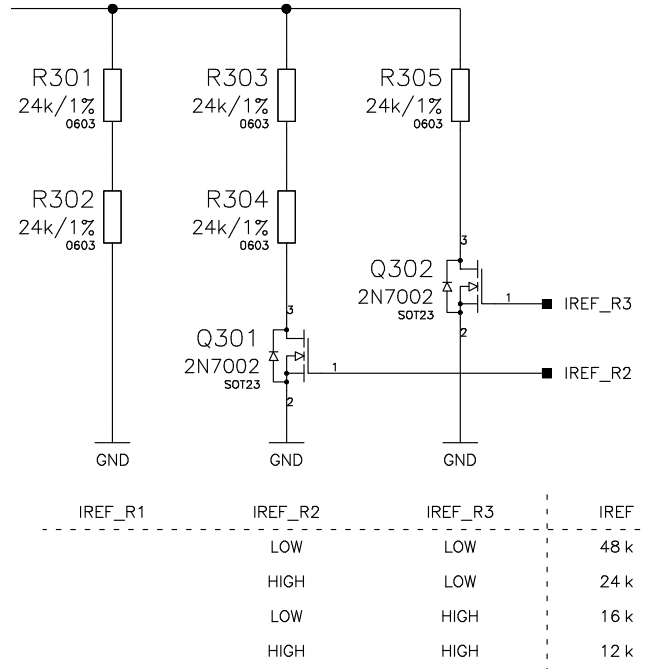 R301
24k/1%
0603
R303
24k/1%
0603
R305
24k/1%
0603
R302
24k/1%
0603
R304
24k/1%
0603
3
Q302
2N7002
SOT23
1
IREF_R3
2
3
Q301
2N7002
SOT23
1
IREF_R2
2
GND GND GND
IREF_R1 IREF_R2 IREF_R3 IREF
LOW LOW 48 k
HIGH LOW 24 k
LOW HIGH 16 k
HIGH HIGH 12 k